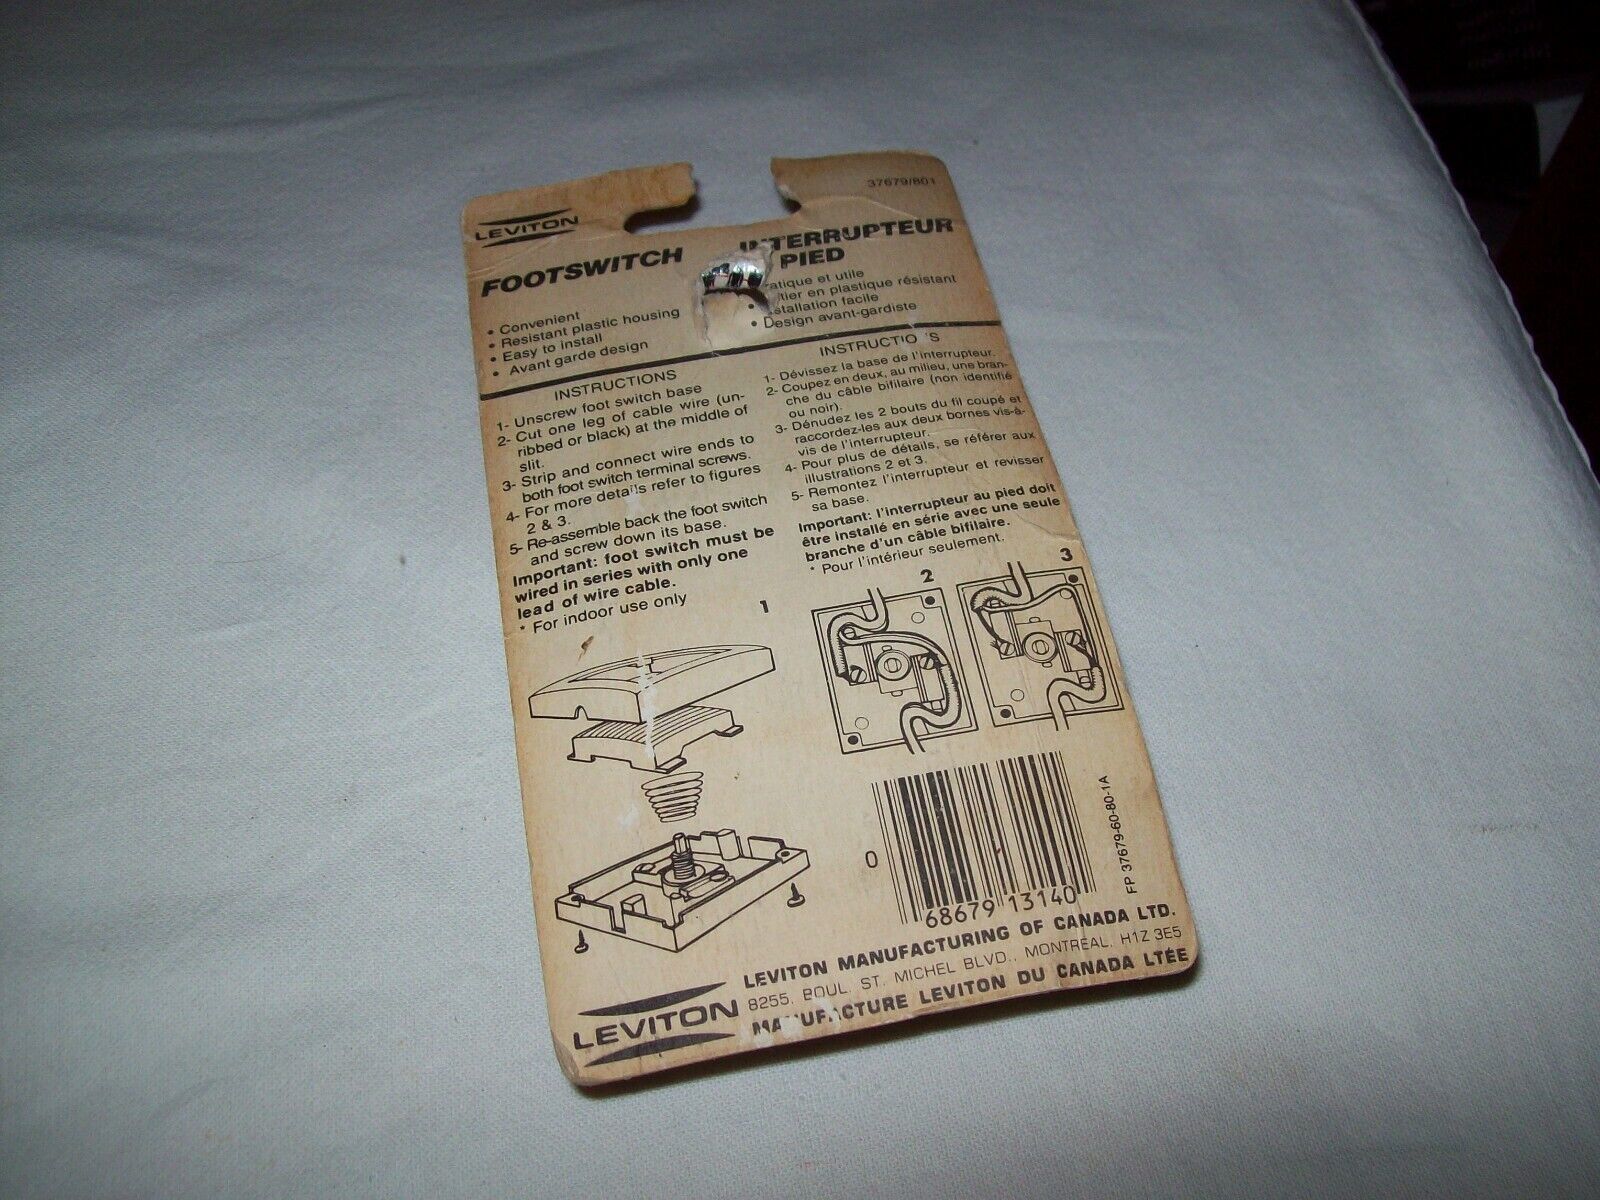 37679/801
LEVITON
FOOTSWITCH
• Convenient
• Resistant plastic housing
• Easy to install
• Avant garde design
INTERRUPTEUR
PIED
ratique et utile
tier en plastique résistant
stallation facile
• Design avant-gardiste
INSTRUCTIONS
1- Unscrew foot switch base
2- Cut one leg of cable wire (un-
ribbed or black) at the middle of
slit.
3- Strip and connect wire ends to
both foot switch terminal screws.
4- For more details refer to figures
2 & 3.
5- Re-assemble back the foot switch
and screw down its base.
Important: foot switch must be
wired in series with only one
lead of wire cable.
* For indoor use only
INSTRUCTIO 'S
1- Dévissez la base de l'interrupteur.
2- Coupez en deux, au milieu, une bran-
che du câble bifilaire (non identifié
ou noir).
3- Dénudez les 2 bouts du fil coupé et
raccordez-les aux deux bornes vis-à-
vis de l'interrupteur.
4- Pour plus de détails, se référer aux
illustrations 2 et 3.
5- Remontez l'interrupteur et revisser
sa base.
Important: l'interrupteur au pied doit
être installé en série avec une seule
branche d'un câble bifilaire.
* Pour l'intérieur seulement.
1
2
3
0 68679 13140
FP 37679-60-80-1A
LEVITON
LEVITON MANUFACTURING OF CANADA LTD.
8255, BOUL. ST. MICHEL BLVD., MONTREAL, H1Z 3E5
MANUFACTURE LEVITON DU CANADA LTÉE